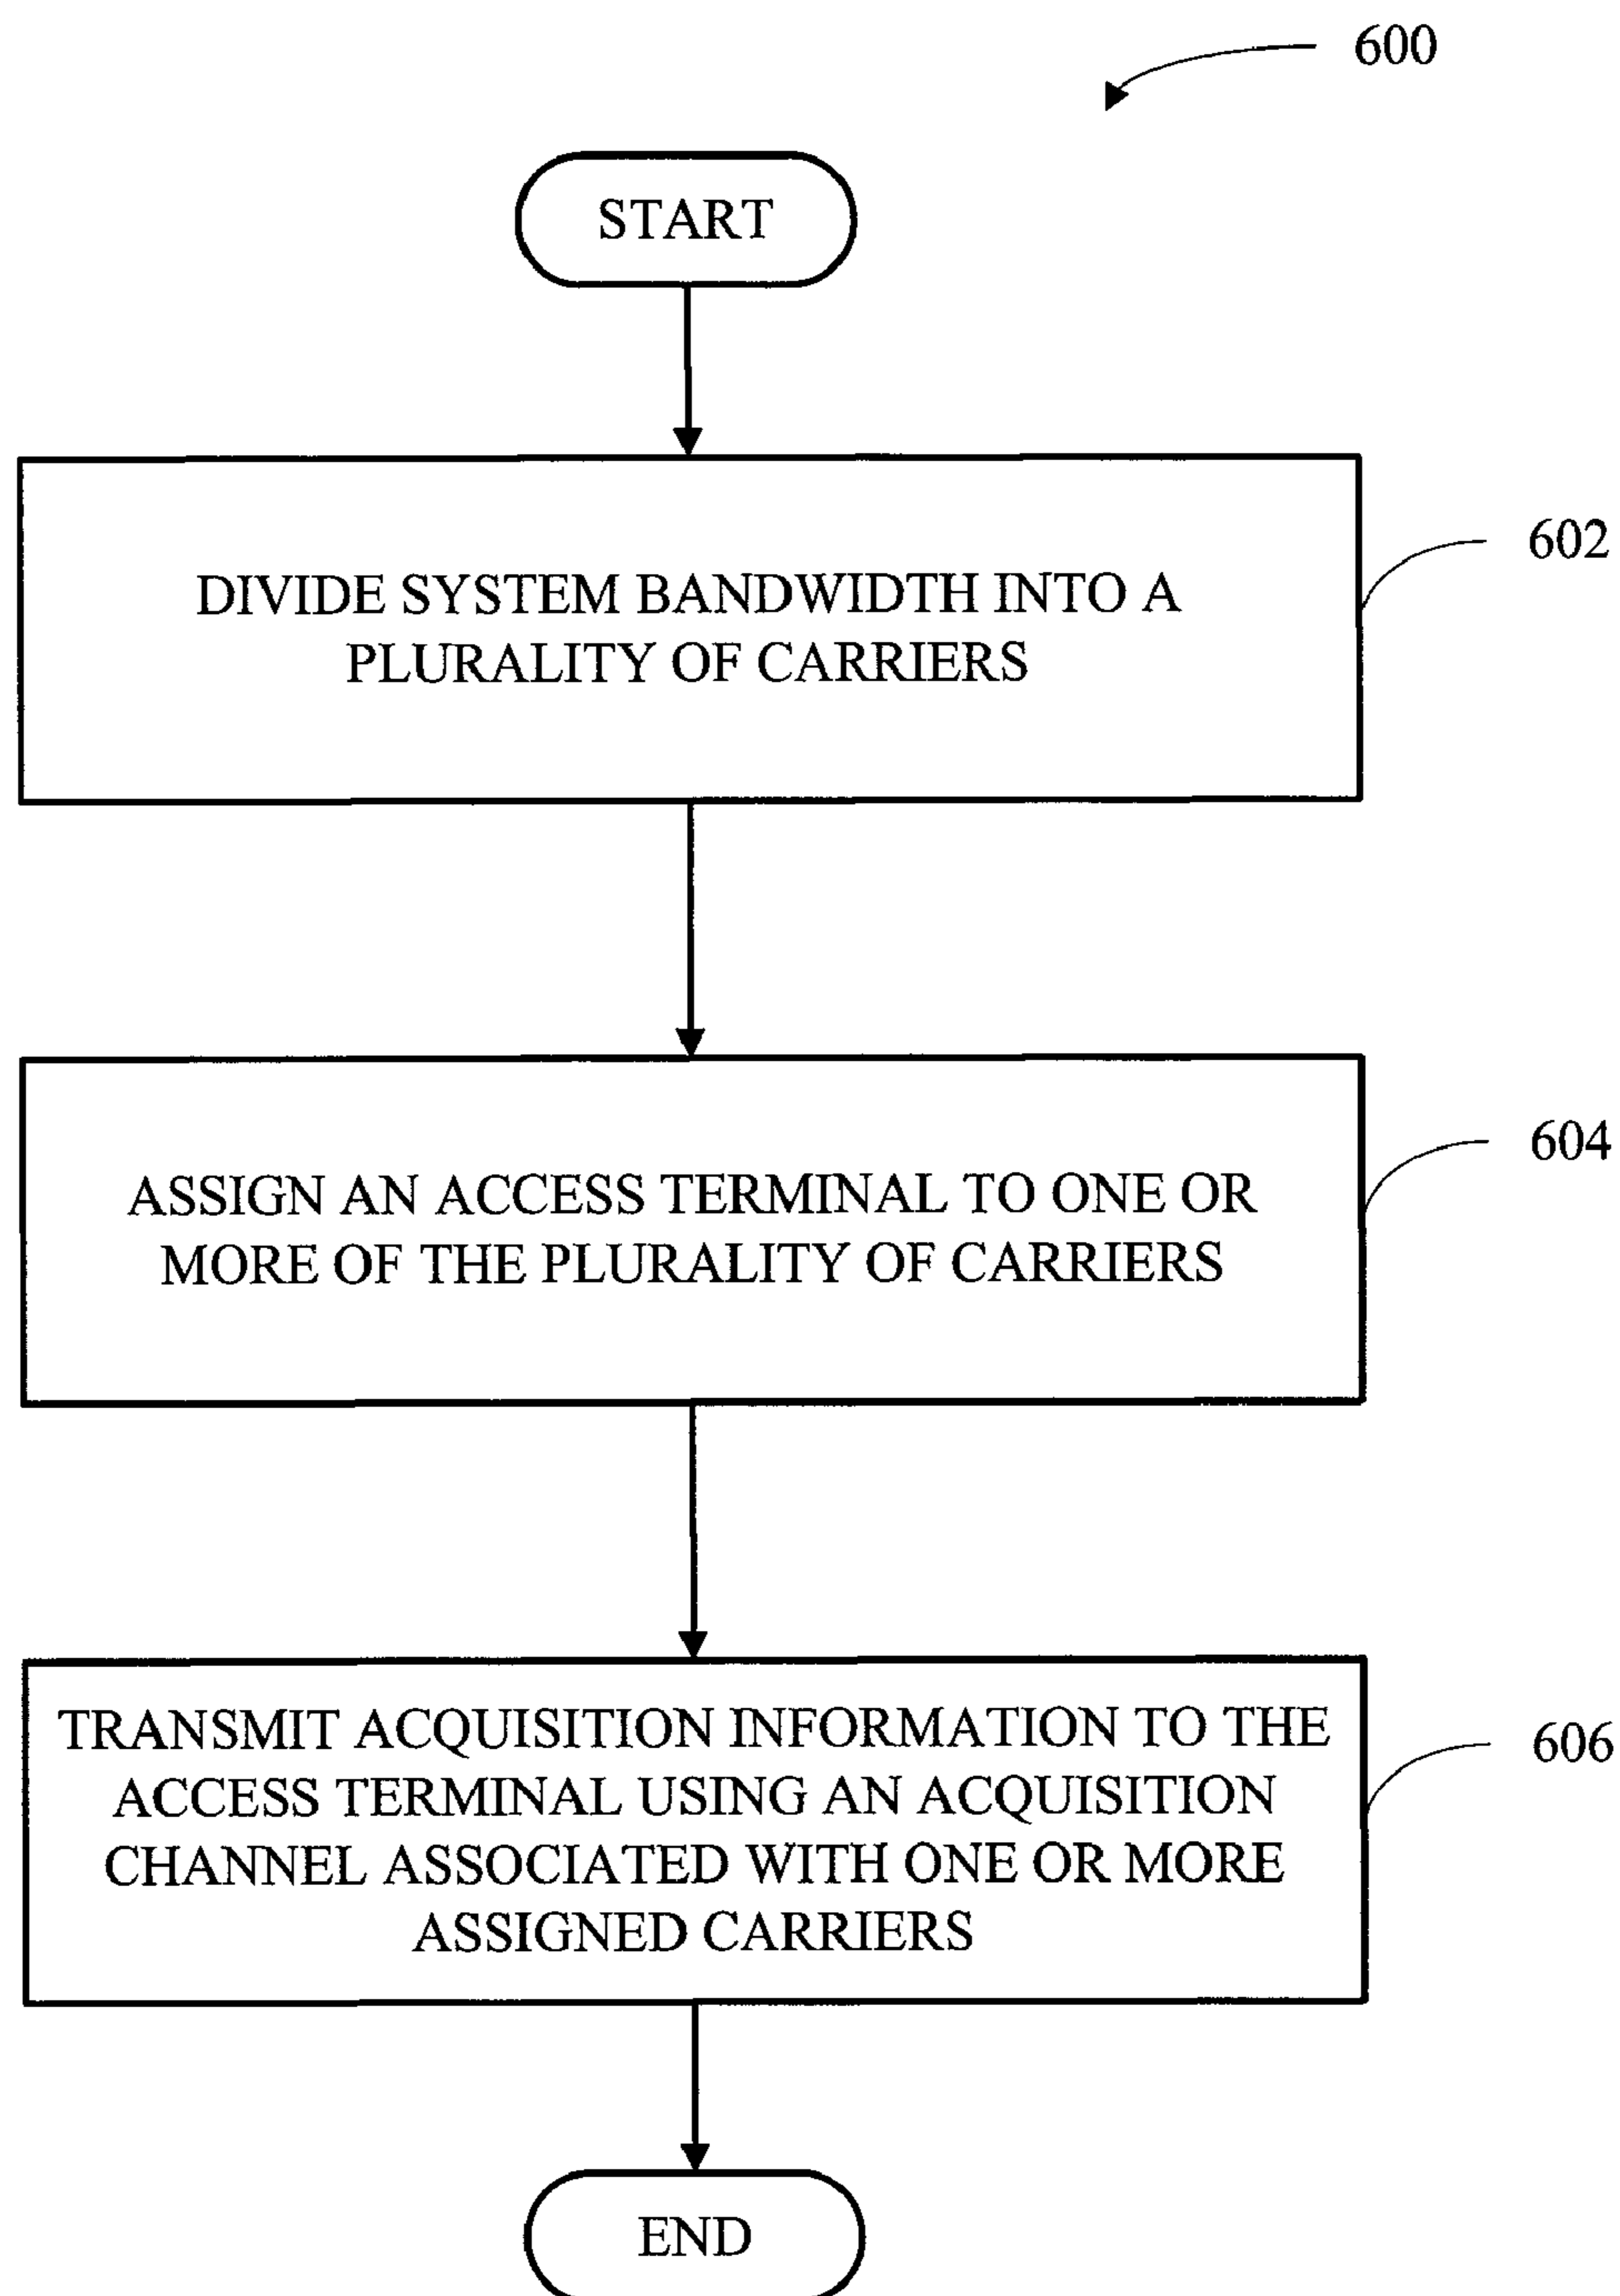 600
START
DIVIDE SYSTEM BANDWIDTH INTO A
PLURALITY OF CARRIERS
602
ASSIGN AN ACCESS TERMINAL TO ONE OR
MORE OF THE PLURALITY OF CARRIERS
604
TRANSMIT ACQUISITION INFORMATION TO THE
ACCESS TERMINAL USING AN ACQUISITION
CHANNEL ASSOCIATED WITH ONE OR MORE
ASSIGNED CARRIERS
606
END